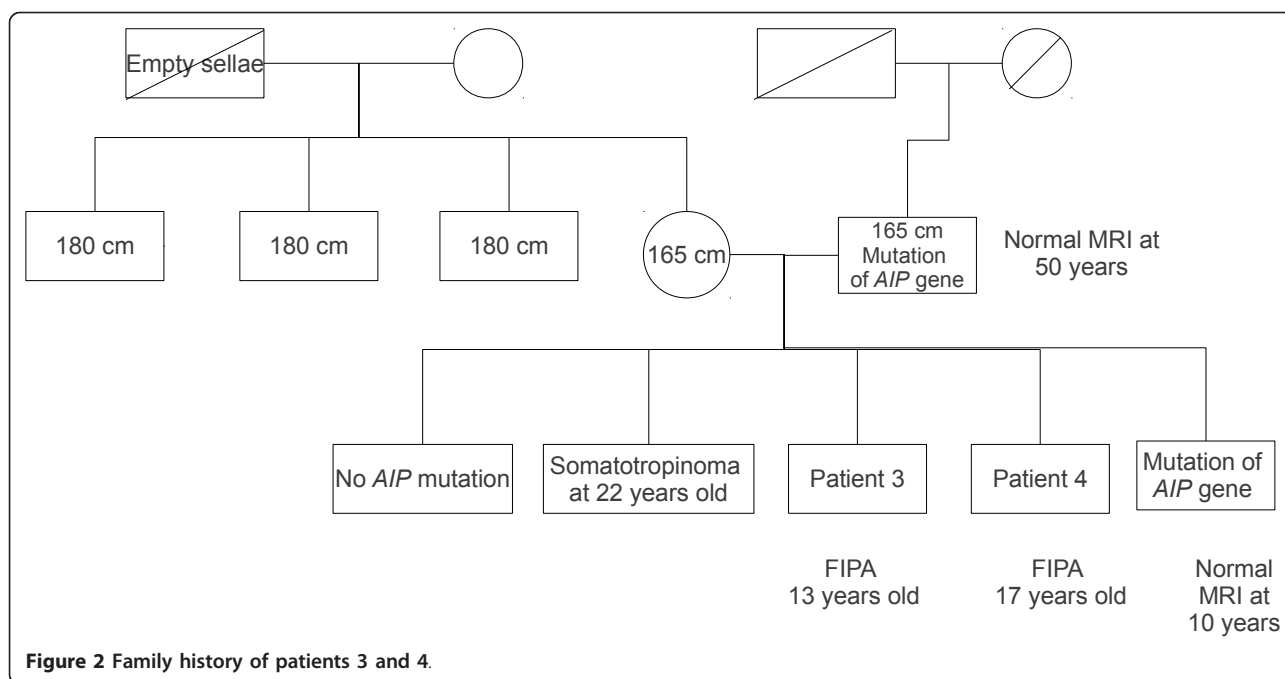 Empty sellae
180 cm
180 cm
180 cm
165 cm
165 cm
Mutation
of AIP gene
Normal MRI at
50 years
No AIP mutation
Somatotropinoma
at 22 years old
Patient 3
Patient 4
Mutation of
AIP gene
FIPA
13 years old
FIPA
17 years old
Normal
MRI at
10 years
Figure 2 Family history of patients 3 and 4.